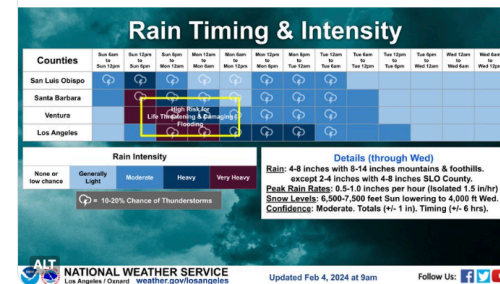 Rain Timing & Intensity
Counties
Sun 6am to Sun 12pm
Sun 12pm to Sun 6pm
Sun 6pm to Mon 12am
Mon 12am to Mon 6am
Mon 6am to Mon 12pm
Mon 12pm to Mon 6pm
Mon 6pm to Tue 12am
Tue 12am to Tue 6am
Tue 6am to Tue 12pm
Tue 12pm to Tue 6pm
Tue 6pm to Wed 12am
Wed 12am to Wed 6am
Wed 6am to Wed 12pm
San Luis Obispo
Santa Barbara
Ventura
Los Angeles
High Risk for
Life Threatening & Damaging
Flooding
Rain Intensity
None or low chance
Generally Light
Moderate
Heavy
Very Heavy
= 10-20% Chance of Thunderstorms
Details (through Wed)
Rain: 4-8 inches with 8-14 inches mountains & foothills.
except 2-4 inches with 4-8 inches SLO County.
Peak Rain Rates: 0.5-1.0 inches per hour (Isolated 1.5 in/hr)
Snow Levels: 6,500-7,500 feet Sun lowering to 4,000 ft Wed.
Confidence: Moderate. Totals (+/- 1 in). Timing (+/- 6 hrs).
ALT
NATIONAL WEATHER SERVICE
Los Angeles / Oxnard weather.gov/losangeles
Updated Feb 4, 2024 at 9am
Follow Us: